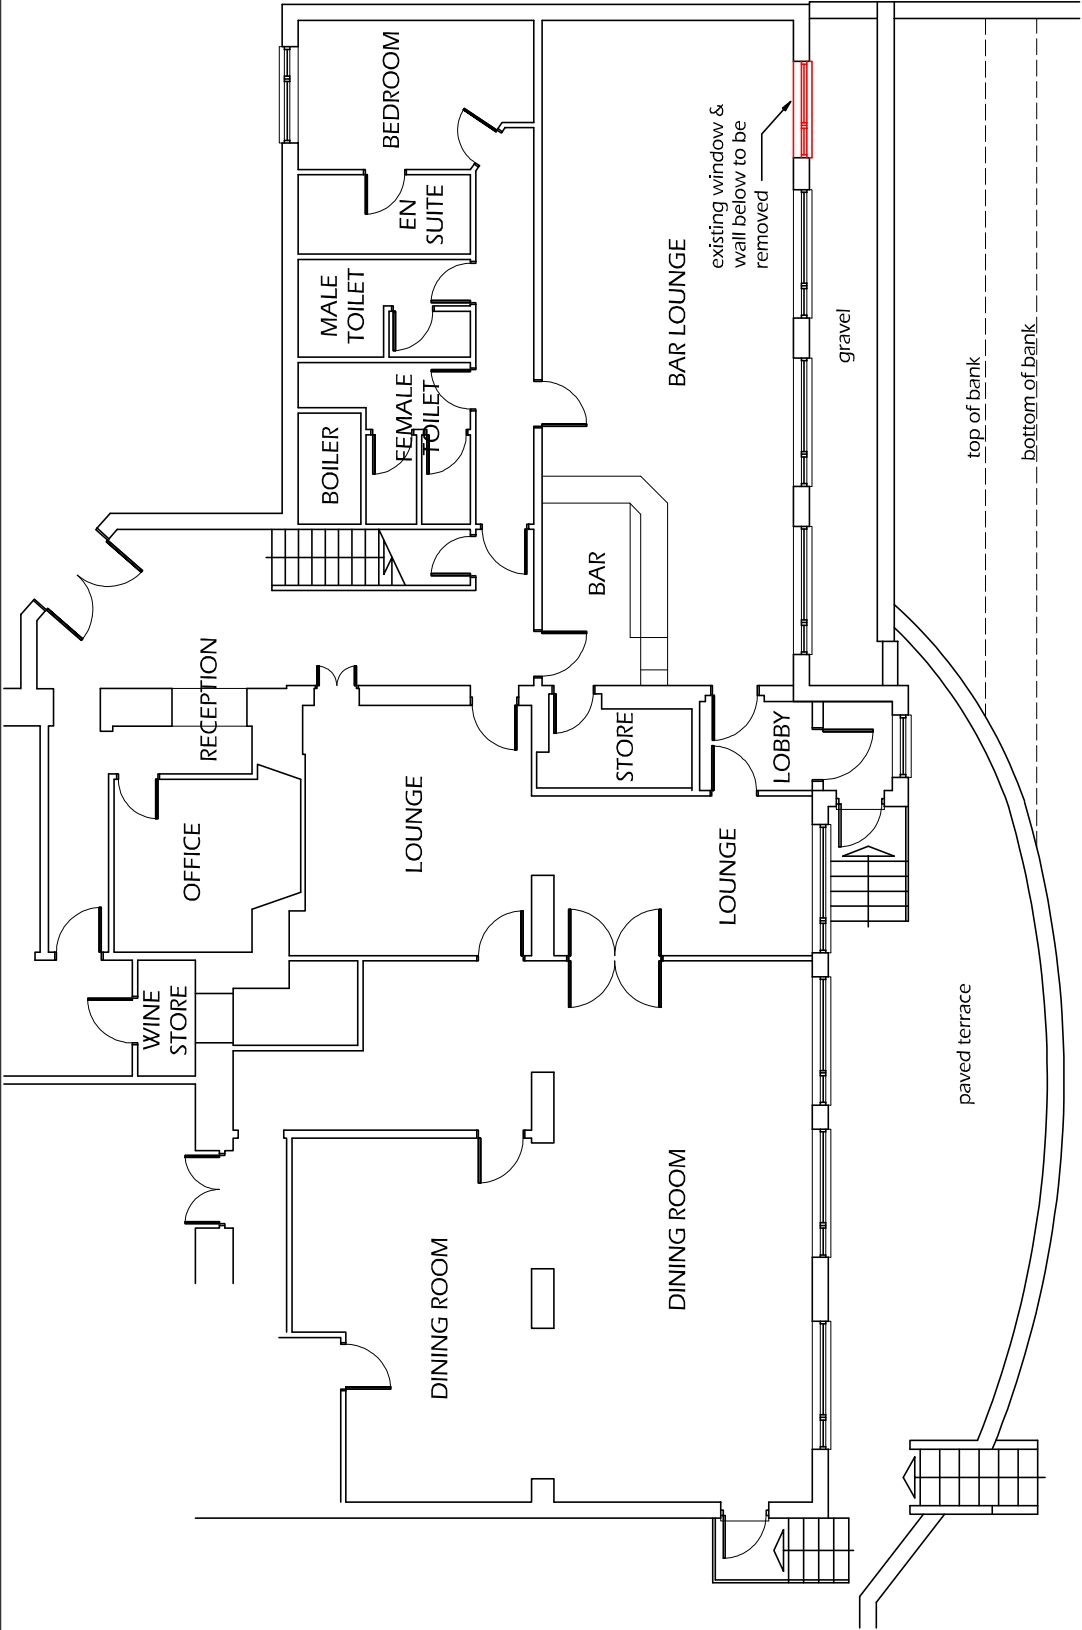 BEDROOM
EN
SUITE
MALE
TOILET
FEMALE
TOILET
BOILER
existing window &
wall below to be
removed
BAR LOUNGE
gravel
top of bank
bottom of bank
BAR
RECEPTION
STORE
LOBBY
OFFICE
LOUNGE
LOUNGE
WINE
STORE
paved terrace
DINING ROOM
DINING ROOM